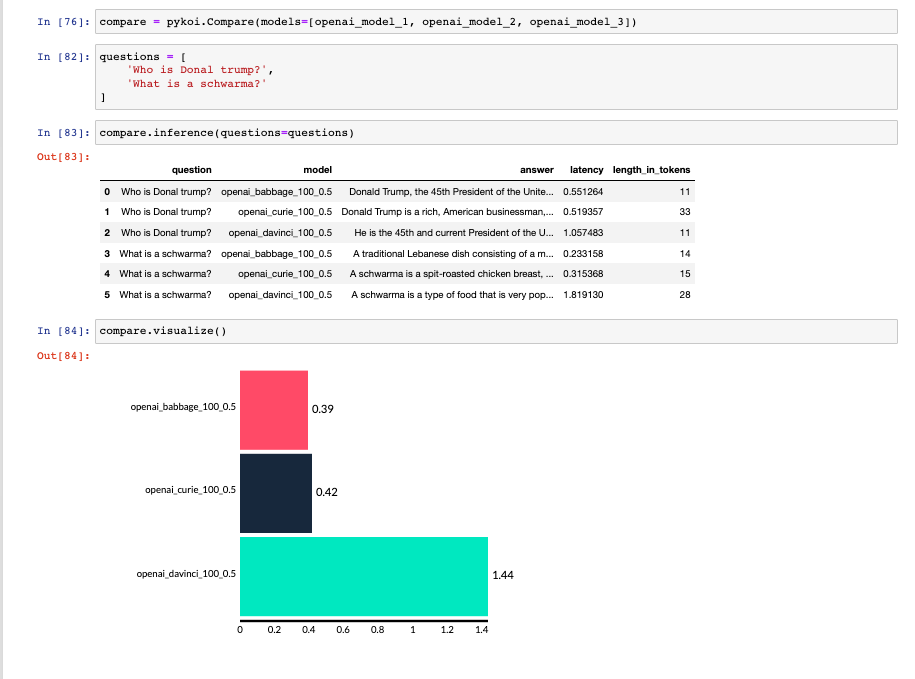 In [76]: compare = pykoi.Compare(models=[openai_model_1, openai_model_2, openai_model_3])
In [82]: questions = [
'Who is Donal trump?',
'What is a schwarma?'
]
In [83]: compare.inference(questions=questions)
Out[83]:
question model answer latency length_in_tokens
0 Who is Donal trump? openai_babbage_100_0.5 Donald Trump, the 45th President of the Unite... 0.551264 11
1 Who is Donal trump? openai_curie_100_0.5 Donald Trump is a rich, American businessman,... 0.519357 33
2 Who is Donal trump? openai_davinci_100_0.5 He is the 45th and current President of the U... 1.057483 11
3 What is a schwarma? openai_babbage_100_0.5 A traditional Lebanese dish consisting of a m... 0.233158 14
4 What is a schwarma? openai_curie_100_0.5 A schwarma is a spit-roasted chicken breast, ... 0.315368 15
5 What is a schwarma? openai_davinci_100_0.5 A schwarma is a type of food that is very pop... 1.819130 28
In [84]: compare.visualize()
Out[84]:
openai_babbage_100_0.5 0.39
openai_curie_100_0.5 0.42
openai_davinci_100_0.5 1.44
0 0.2 0.4 0.6 0.8 1 1.2 1.4